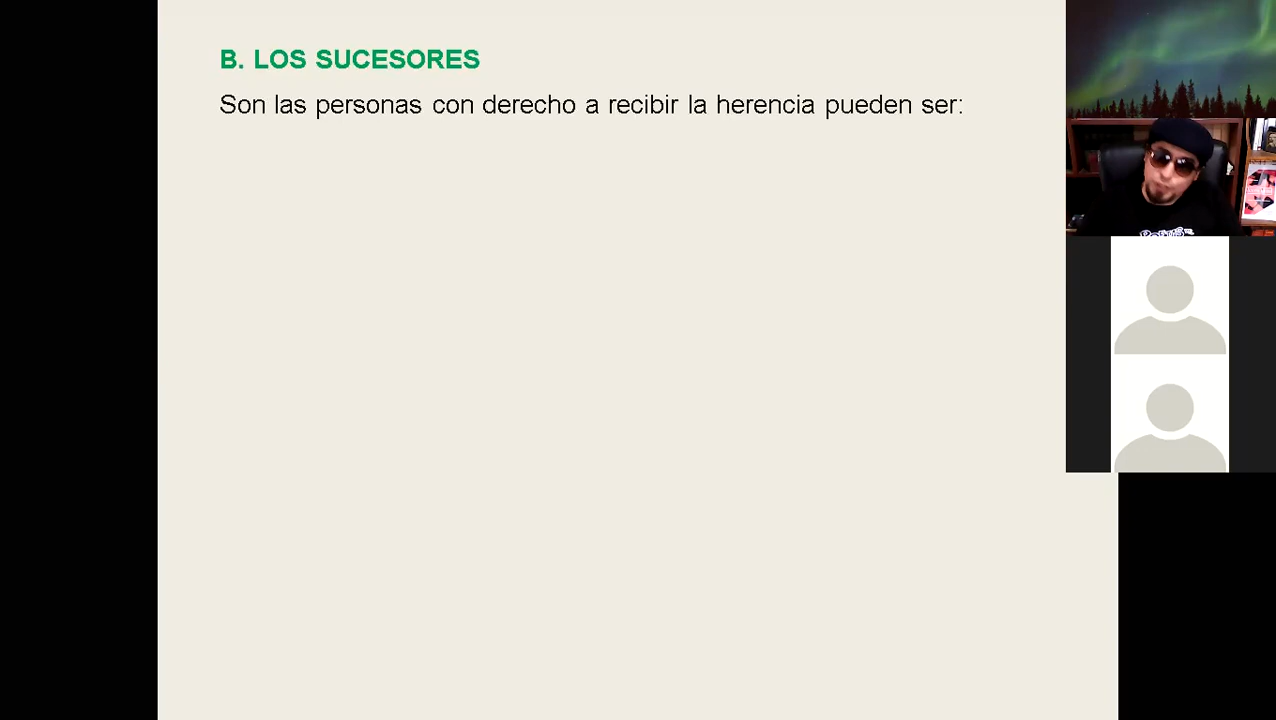 B. LOS SUCESORES
Son las personas con derecho a recibir la herencia pueden ser: